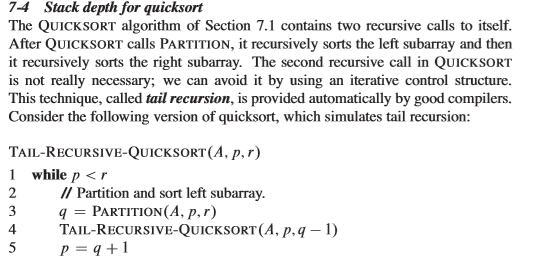 7-4 Stack depth for quicksort
The QUICKSORT algorithm of Section 7.1 contains two recursive calls to itself.
After QUICKSORT calls PARTITION, it recursively sorts the left subarray and then
it recursively sorts the right subarray. The second recursive call in QUICKSORT
is not really necessary; we can avoid it by using an iterative control structure.
This technique, called tail recursion, is provided automatically by good compilers.
Consider the following version of quicksort, which simulates tail recursion:
TAIL-RECURSIVE-QUICKSORT(A, p, r)
1 while p < r
2 // Partition and sort left subarray.
3 q = PARTITION(A, p, r)
4 TAIL-RECURSIVE-QUICKSORT(A, p, q − 1)
5 p = q + 1